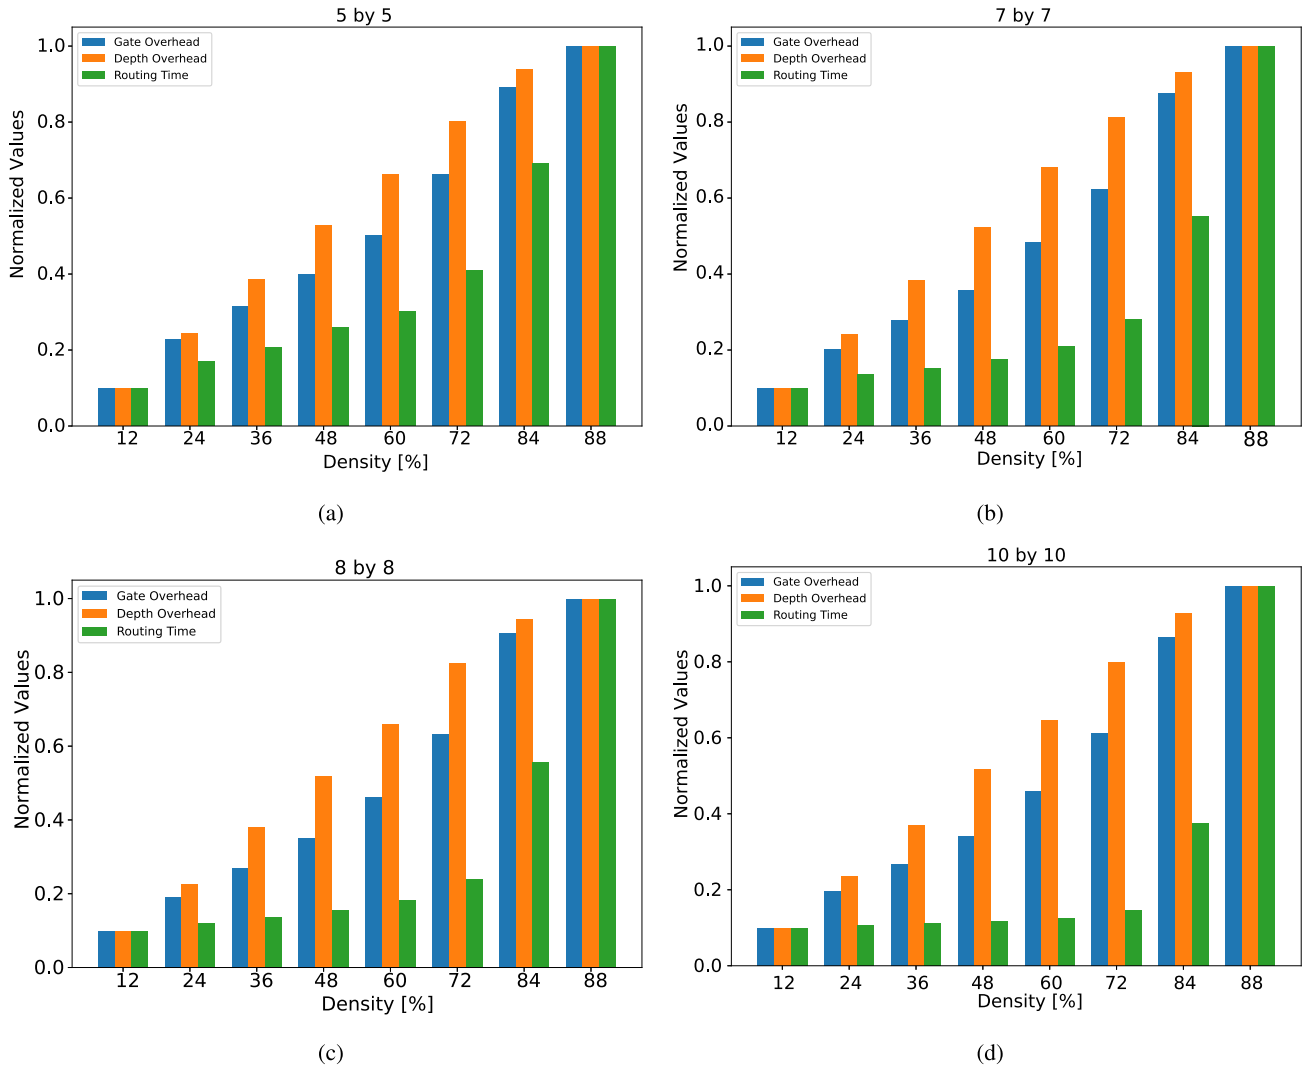 5 by 5
Gate Overhead
Depth Overhead
Routing Time
Normalized Values
1.0
0.8
0.6
0.4
0.2
0.0
12 24 36 48 60 72 84 88
Density [%]
(a)
7 by 7
Gate Overhead
Depth Overhead
Routing Time
Normalized Values
1.0
0.8
0.6
0.4
0.2
0.0
12 24 36 48 60 72 84 88
Density [%]
(b)
8 by 8
Gate Overhead
Depth Overhead
Routing Time
Normalized Values
1.0
0.8
0.6
0.4
0.2
0.0
12 24 36 48 60 72 84 88
Density [%]
(c)
10 by 10
Gate Overhead
Depth Overhead
Routing Time
Normalized Values
1.0
0.8
0.6
0.4
0.2
0.0
12 24 36 48 60 72 84 88
Density [%]
(d)